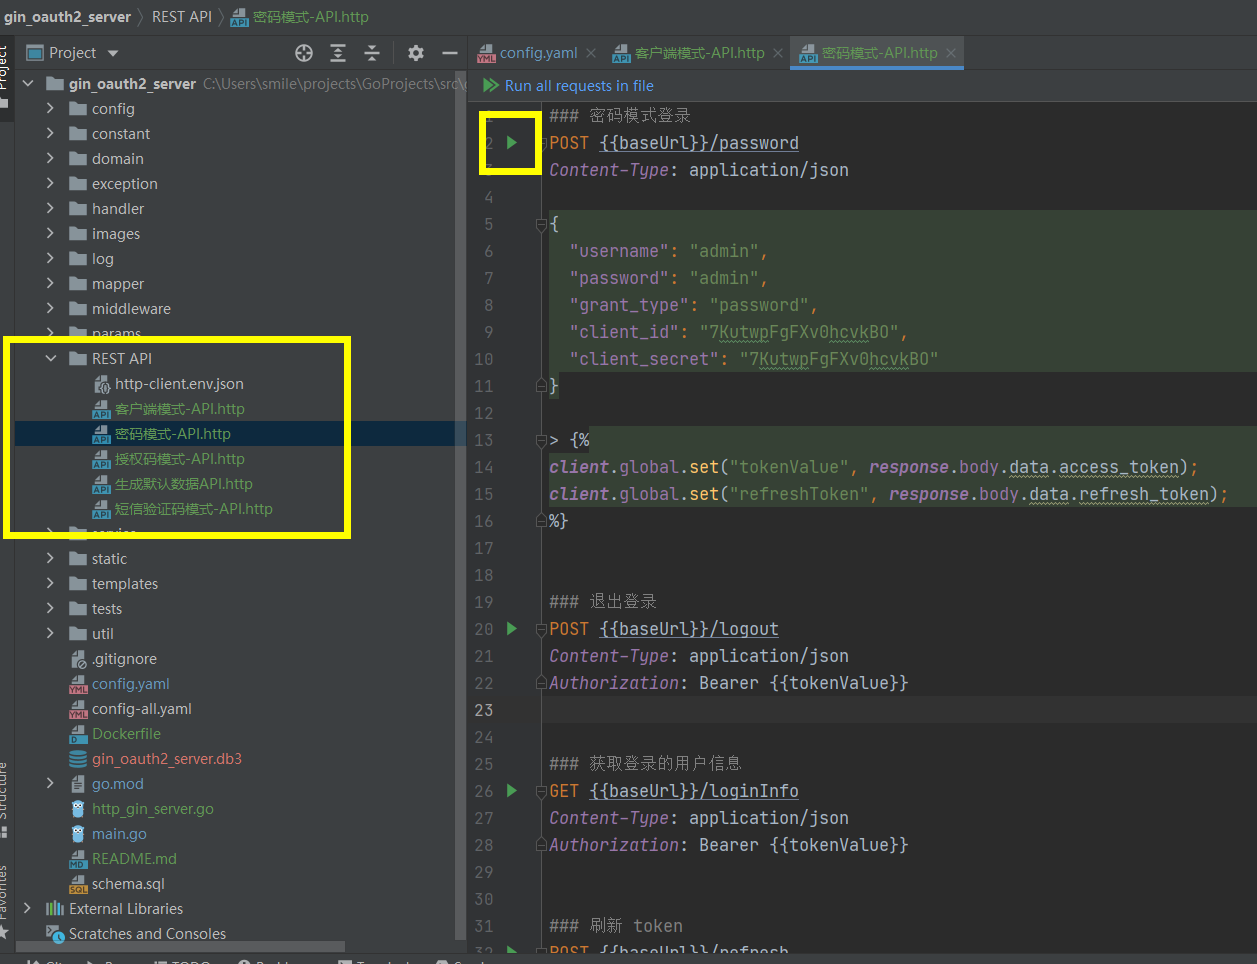 gin_oauth2_server 〉 REST API 〉 密码模式-API.http
Project
config.yaml
客户端模式-API.http
密码模式-API.http
Run all requests in file
Project
gin_oauth2_server C:\Users\smile\projects\GoProjects\src\g
config
constant
domain
exception
handler
images
log
mapper
middleware
params
REST API
http-client.env.json
客户端模式-API.http
密码模式-API.http
授权码模式-API.http
生成默认数据API.http
短信验证码模式-API.http
service
static
templates
tests
util
.gitignore
config.yaml
config-all.yaml
Dockerfile
gin_oauth2_server.db3
go.mod
http_gin_server.go
main.go
README.md
schema.sql
External Libraries
Scratches and Consoles
Structure
Favorites
1 ### 密码模式登录
2 POST {{baseUrl}}/password
3 Content-Type: application/json
4
5 {
6 "username": "admin",
7 "password": "admin",
8 "grant_type": "password",
9 "client_id": "7KutwpFgFXv0hcvkBO",
10 "client_secret": "7KutwpFgFXv0hcvkBO"
11 }
12
13 > {%
14 client.global.set("tokenValue", response.body.data.access_token);
15 client.global.set("refreshToken", response.body.data.refresh_token);
16 %}
17
18
19 ### 退出登录
20 POST {{baseUrl}}/logout
21 Content-Type: application/json
22 Authorization: Bearer {{tokenValue}}
23
24
25 ### 获取登录的用户信息
26 GET {{baseUrl}}/loginInfo
27 Content-Type: application/json
28 Authorization: Bearer {{tokenValue}}
29
30
31 ### 刷新 token
32 POST {{baseUrl}}/refresh